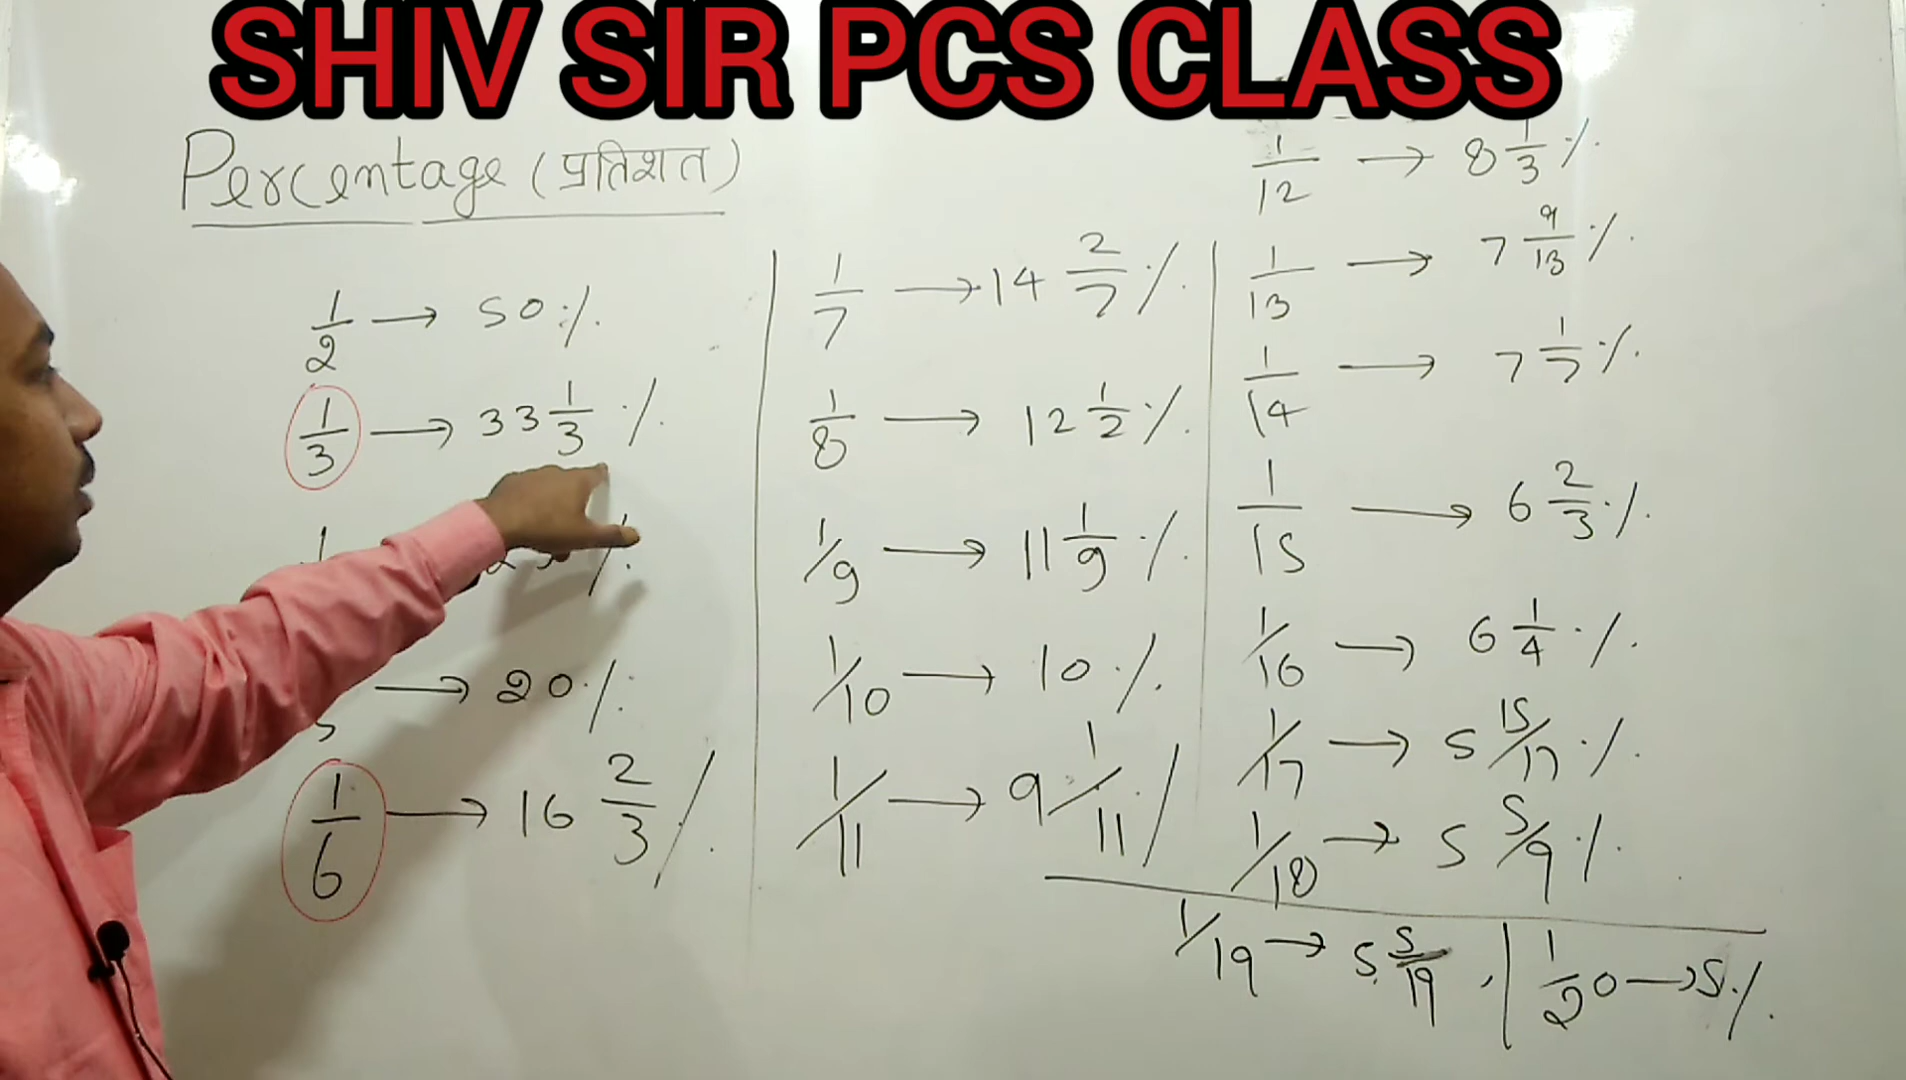 SHIV SIR PCS CLASS
Percentage (प्रतिशत)
1/2 → 50%
1/3 → 33 1/3 %
1 %
5 → 20%
1/6 → 16 2/3 %
1/7 → 14 2/7 %
1/8 → 12 1/2 %
1/9 → 11 1/9 %
1/10 → 10 %
1/11 → 9 1/11 %
1/12 → 8 1/3 %
1/13 → 7 9/13 %
1/14 → 7 1/7 %
1/15 → 6 2/3 %
1/16 → 6 1/4 %
1/17 → 5 15/17 %
1/18 → 5 5/9 %
1/19 → 5 5/19 | 1/20 → 5%